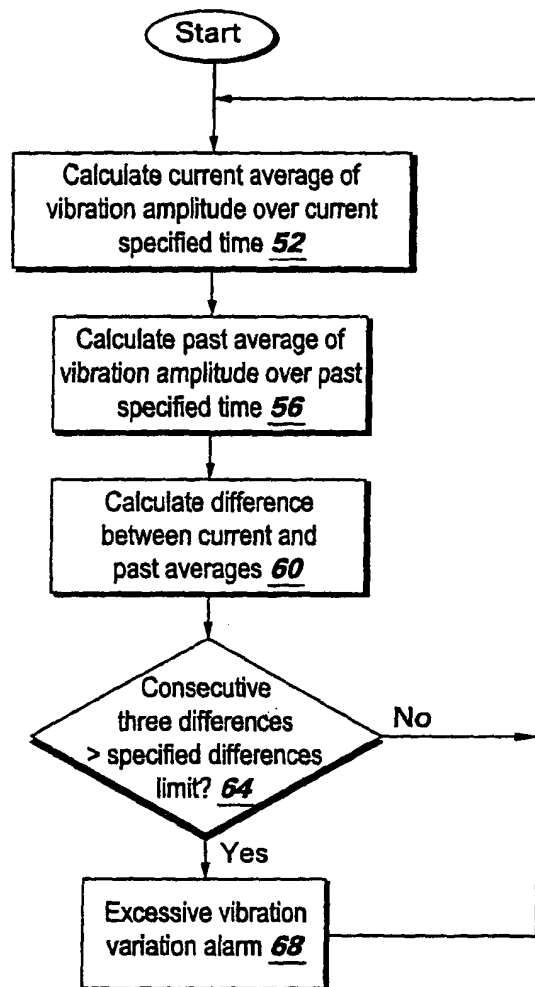 Start
Calculate current average of
vibration amplitude over current
specified time 52
Calculate past average of
vibration amplitude over past
specified time 56
Calculate difference
between current and
past averages 60
Consecutive
three differences
> specified differences
limit? 64
No
Yes
Excessive vibration
variation alarm 68